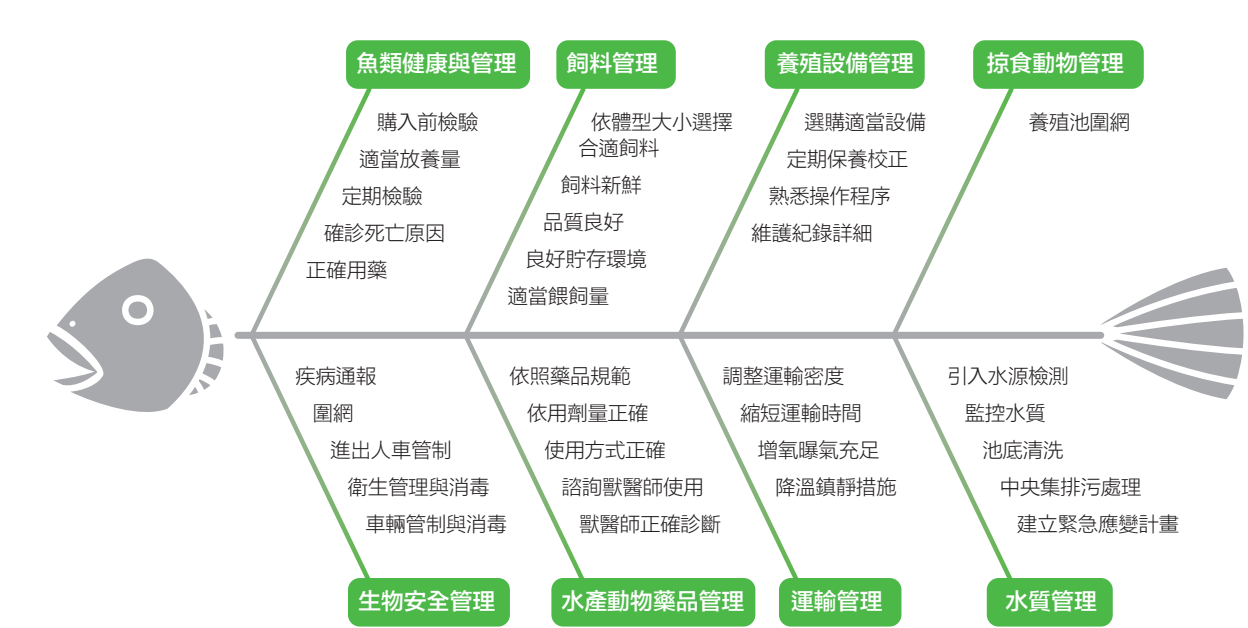 魚類健康與管理
購入前檢驗
適當放養量
定期檢驗
確診死亡原因
正確用藥
飼料管理
依體型大小選擇
合適飼料
飼料新鮮
品質良好
良好貯存環境
適當餵飼量
養殖設備管理
選購適當設備
定期保養校正
熟悉操作程序
維護紀錄詳細
掠食動物管理
養殖池圍網
疾病通報
圍網
進出人車管制
衛生管理與消毒
車輛管制與消毒
生物安全管理
依照藥品規範
依用劑量正確
使用方式正確
諮詢獸醫師使用
獸醫師正確診斷
水產動物藥品管理
調整運輸密度
縮短運輸時間
增氧曝氣充足
降溫鎮靜措施
運輸管理
引入水源檢測
監控水質
池底清洗
中央集排污處理
建立緊急應變計畫
水質管理